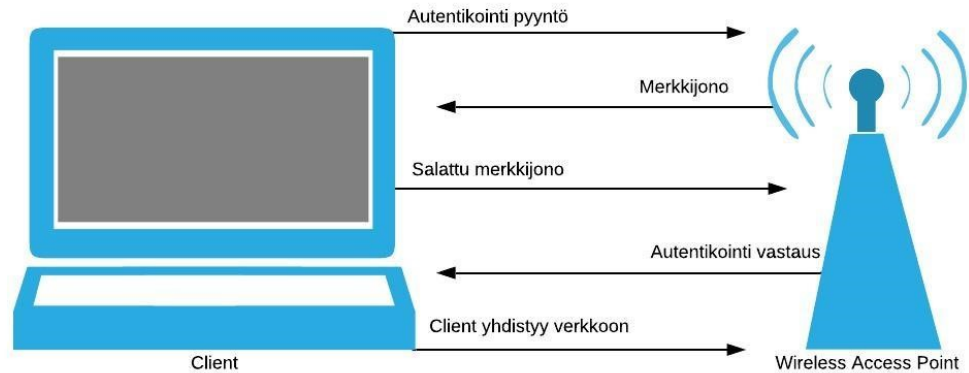 Autentikointi pyyntö
Merkkijono
Salattu merkkijono
Autentikointi vastaus
Client yhdistyy verkkoon
Client
Wireless Access Point